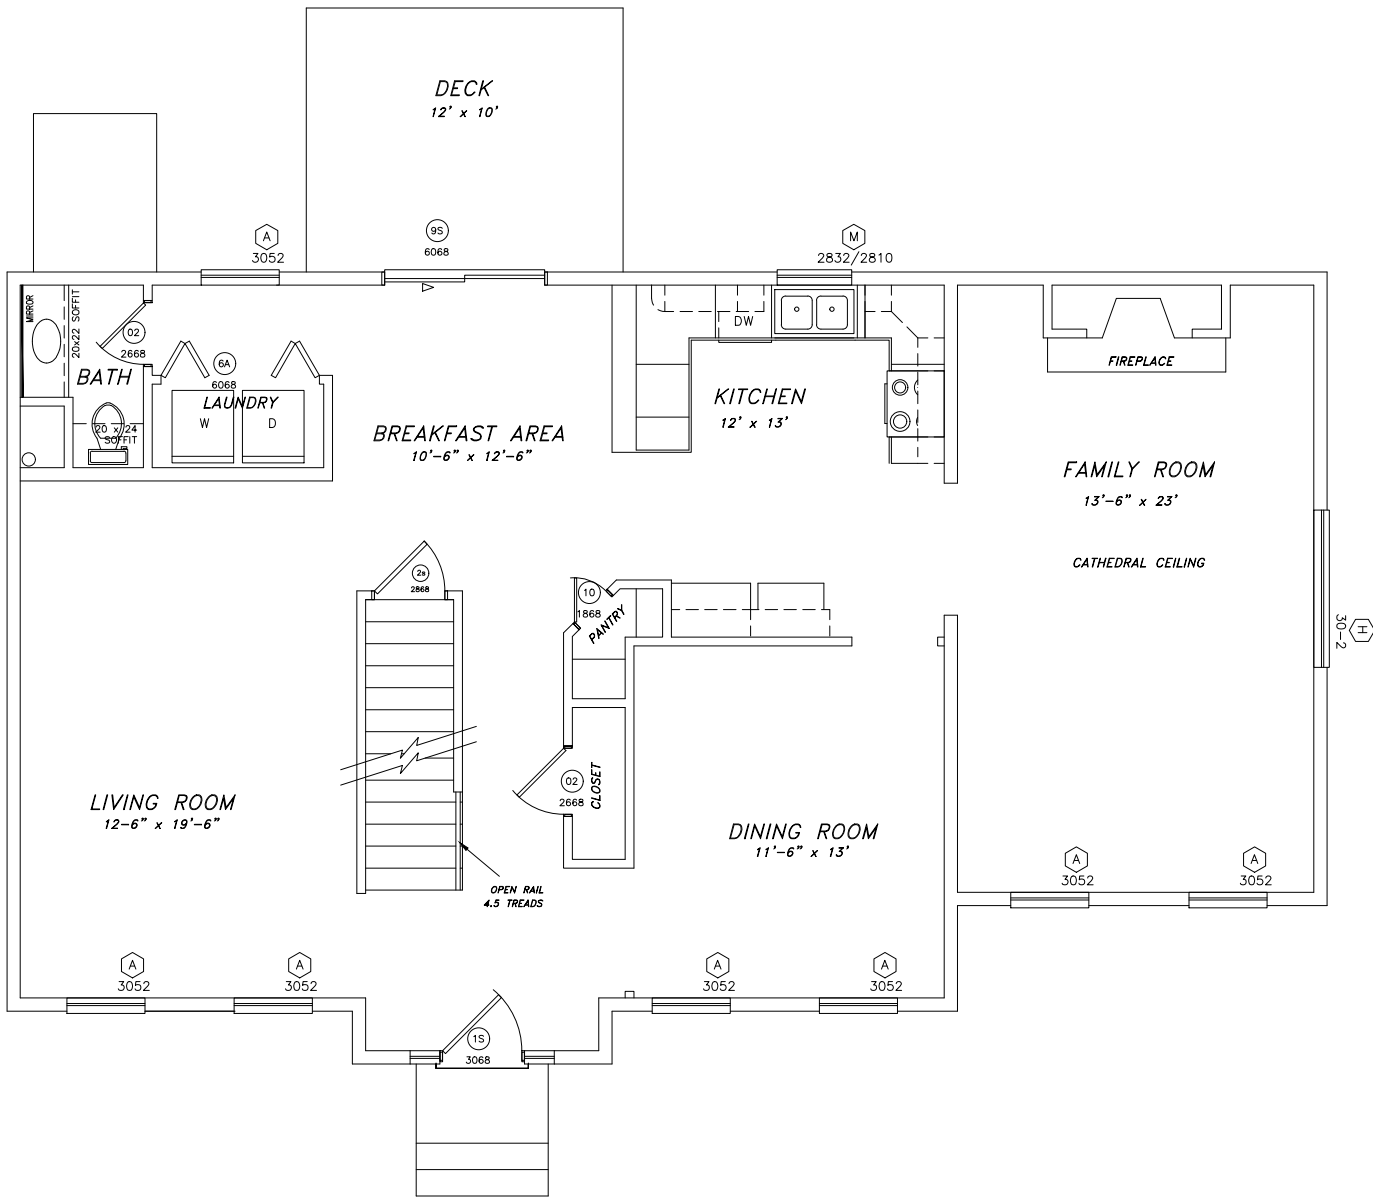 DECK
12' x 10'
A
3052
9S
6068
M
2832/2810
MIRROR
20x22 SOFFIT
02
2668
BATH
6A
6068
LAUNDRY
W
D
20 x 24
SOFFIT
DW
KITCHEN
12' x 13'
BREAKFAST AREA
10'-6" x 12'-6"
FIREPLACE
FAMILY ROOM
13'-6" x 23'
CATHEDRAL CEILING
H
30-2
2s
2868
10
1868
PANTRY
02
2668
CLOSET
LIVING ROOM
12-6" x 19'-6"
DINING ROOM
11'-6" x 13'
OPEN RAIL
4.5 TREADS
A
3052
A
3052
A
3052
A
3052
A
3052
A
3052
1S
3068